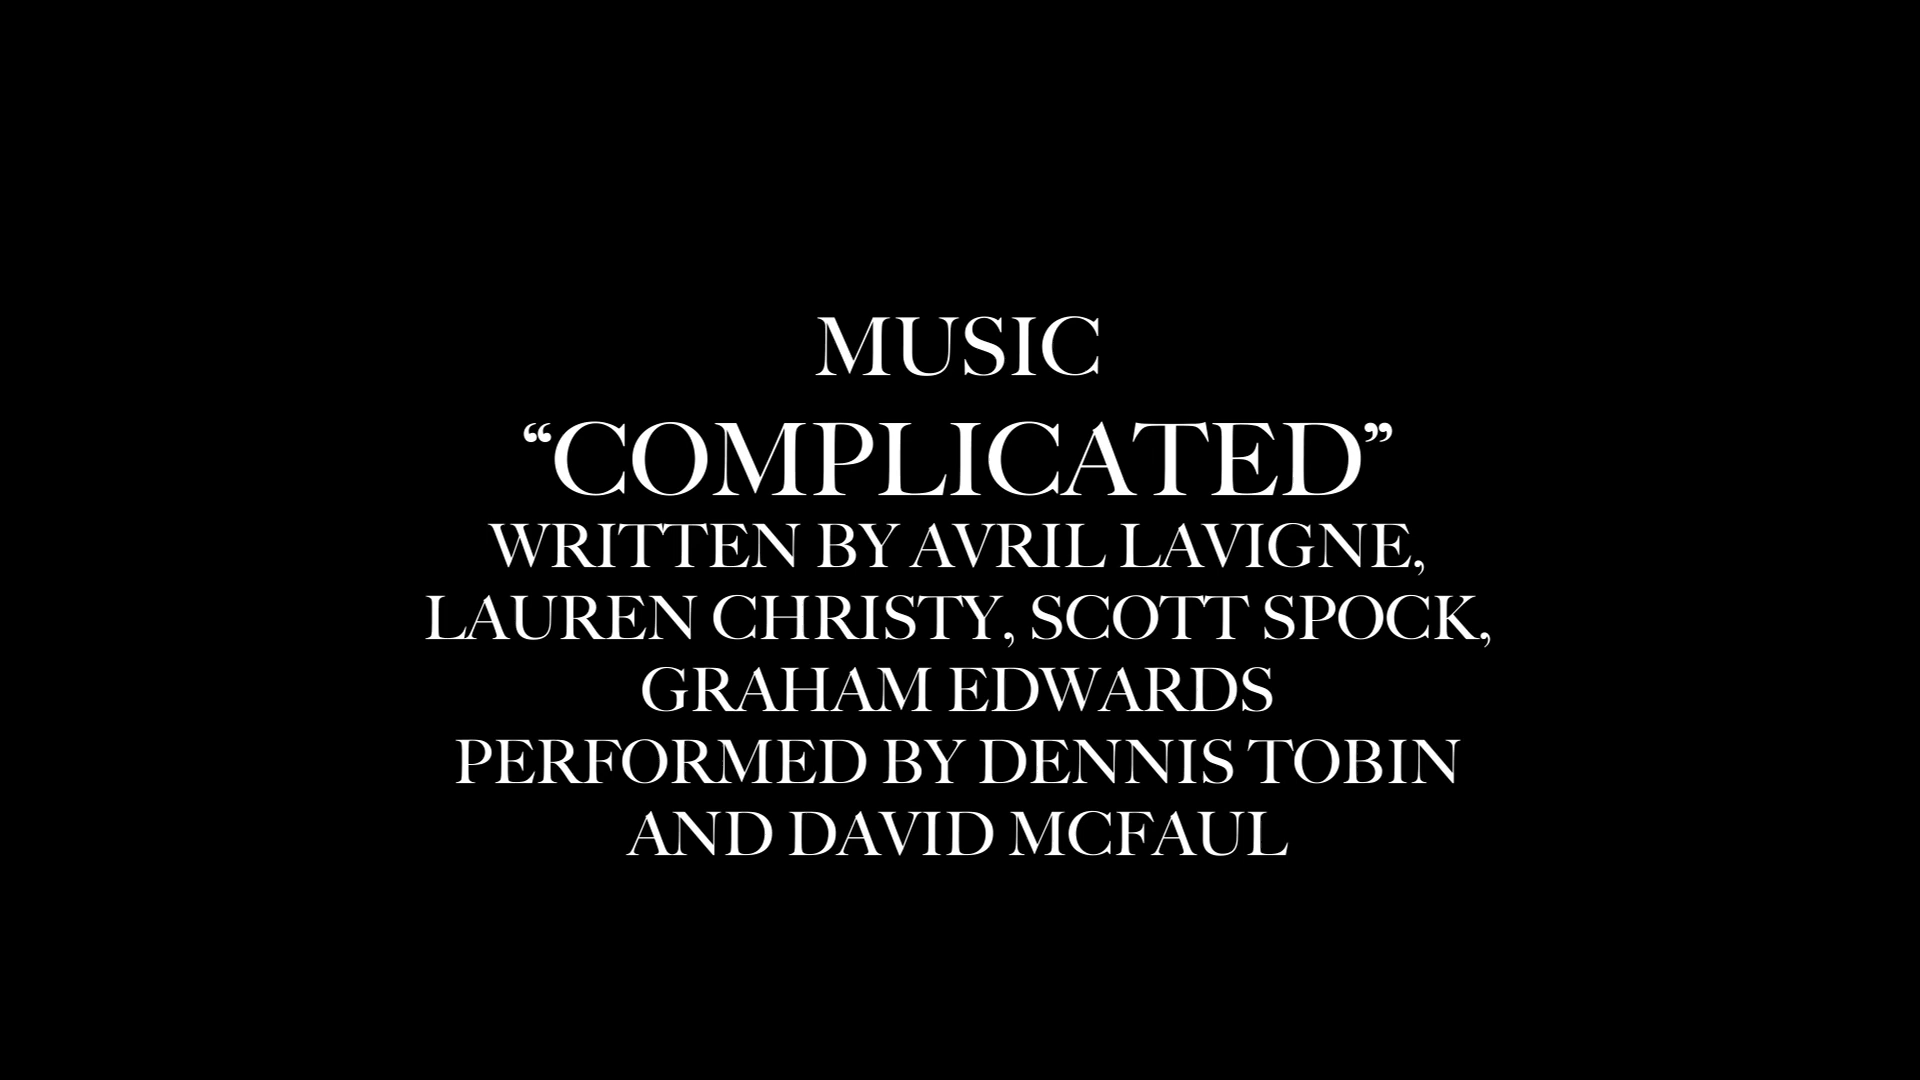 MUSIC
“COMPLICATED”
WRITTEN BY AVRIL LAVIGNE,
LAUREN CHRISTY, SCOTT SPOCK,
GRAHAM EDWARDS
PERFORMED BY DENNIS TOBIN
AND DAVID MCFAUL